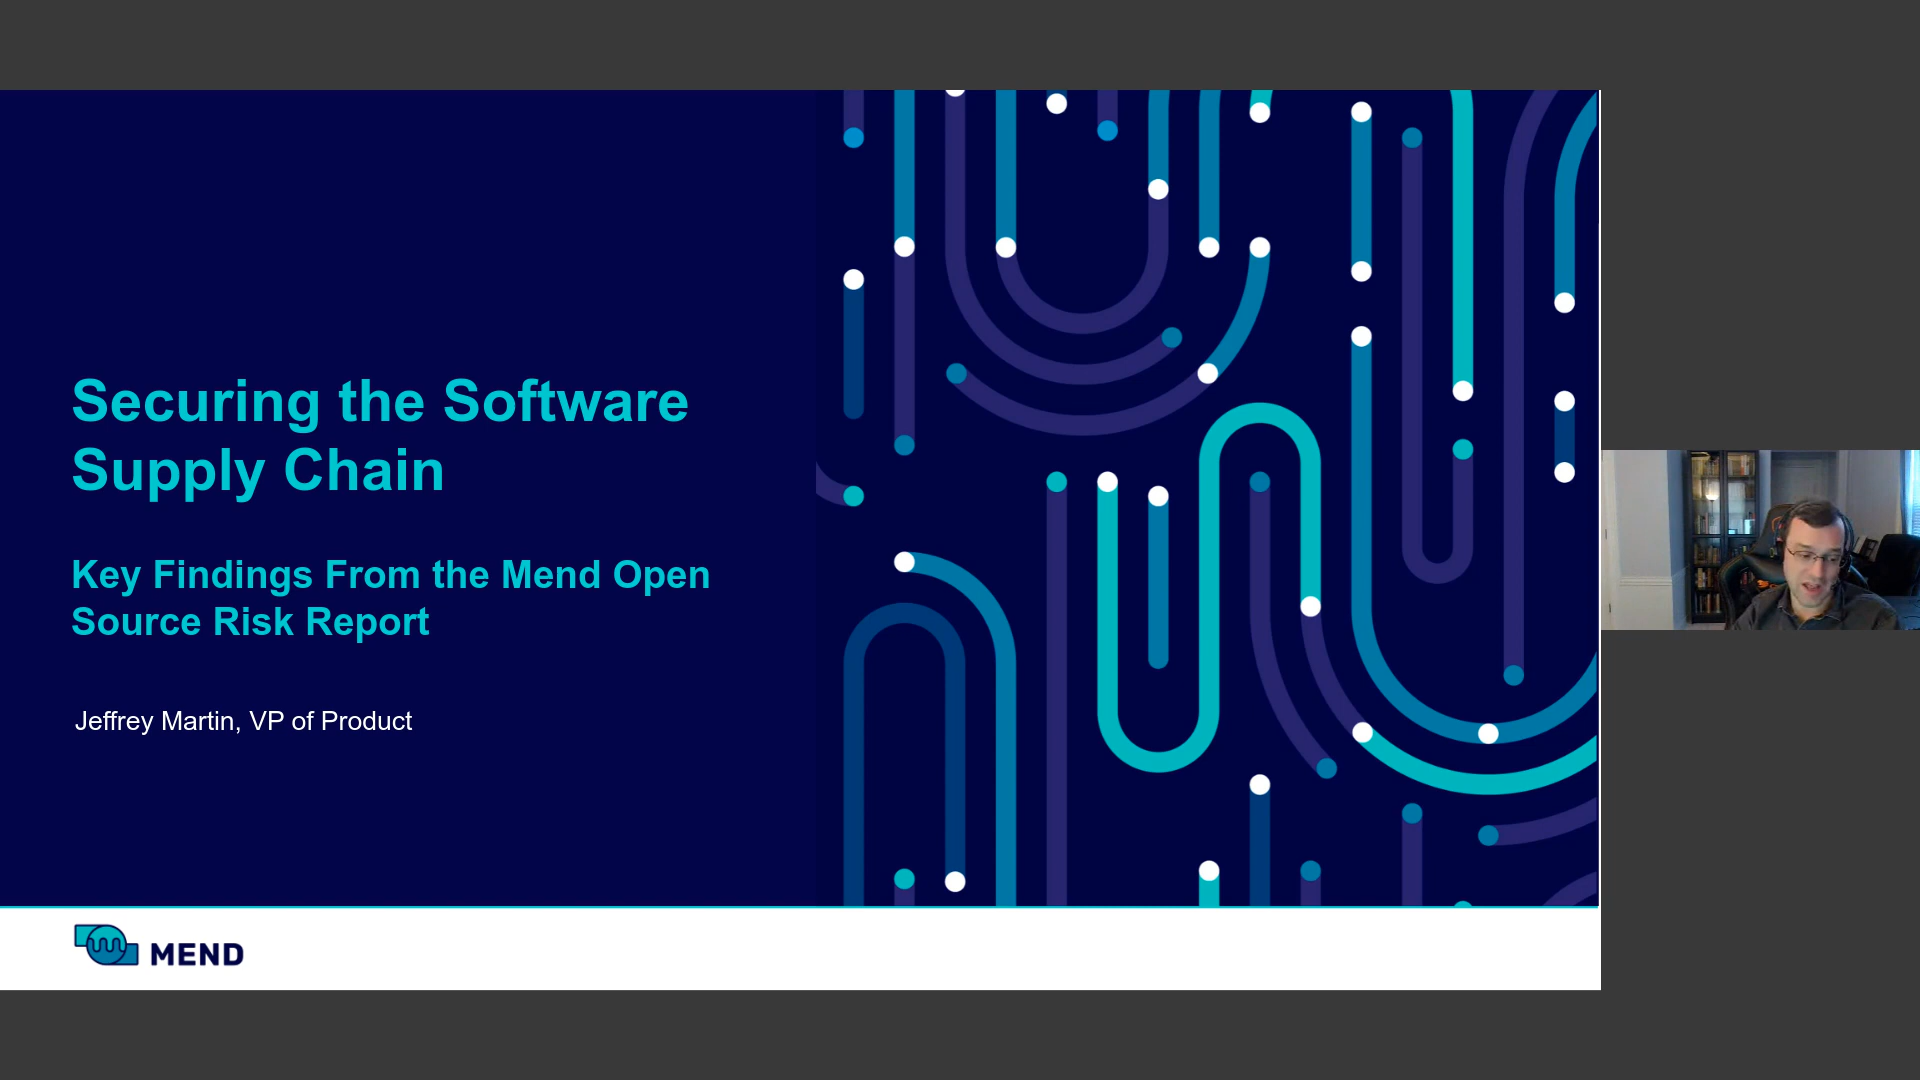 Securing the Software
Supply Chain
Key Findings From the Mend Open
Source Risk Report
Jeffrey Martin, VP of Product
MEND